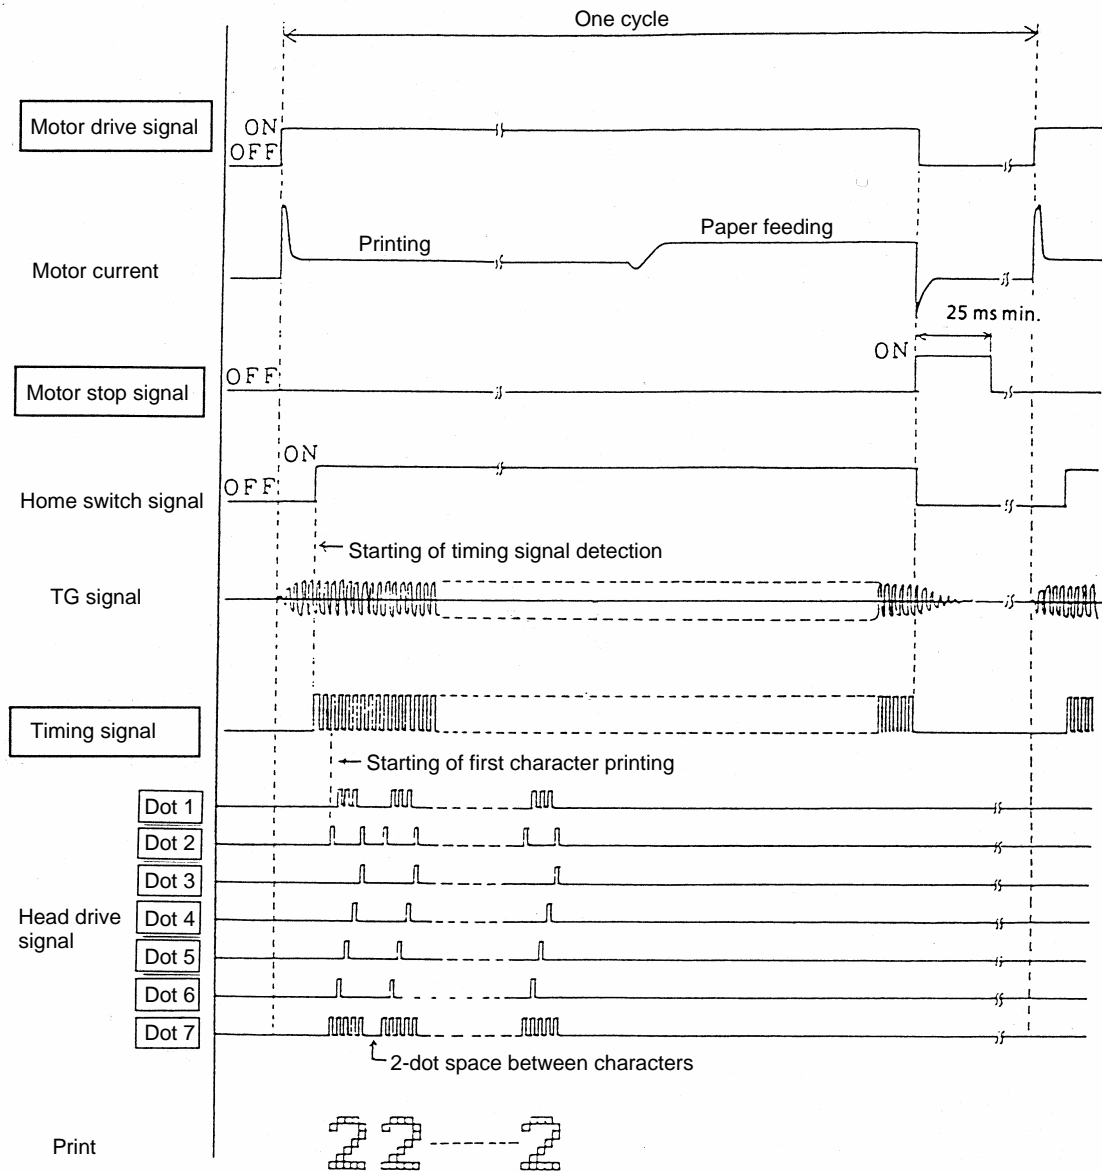 One cycle
Motor drive signal
ON
OFF
Printing
Paper feeding
Motor current
25 ms min.
ON
OFF
Motor stop signal
ON
OFF
Home switch signal
Starting of timing signal detection
TG signal
Timing signal
Starting of first character printing
Dot 1
Dot 2
Dot 3
Head drive
signal
Dot 4
Dot 5
Dot 6
Dot 7
2-dot space between characters
Print
2 2 2